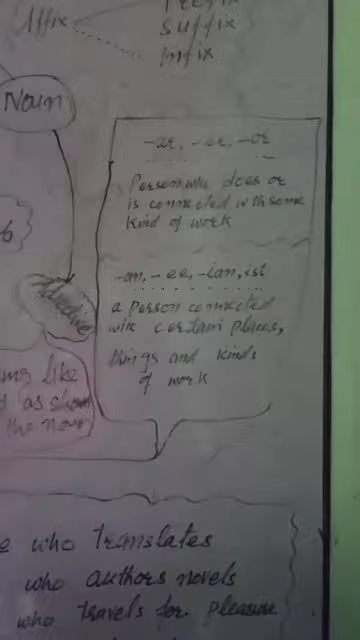 Affix
Suffix
Infix
Noun
-ar, -er, -or
Person who does or
is connected with some
kind of work
-an, -ee, -ian, ist
a person connected
with certain places,
things and kinds
of work
Adjective
like
as
the noun
who translates
who authors novels
who travels for pleasure